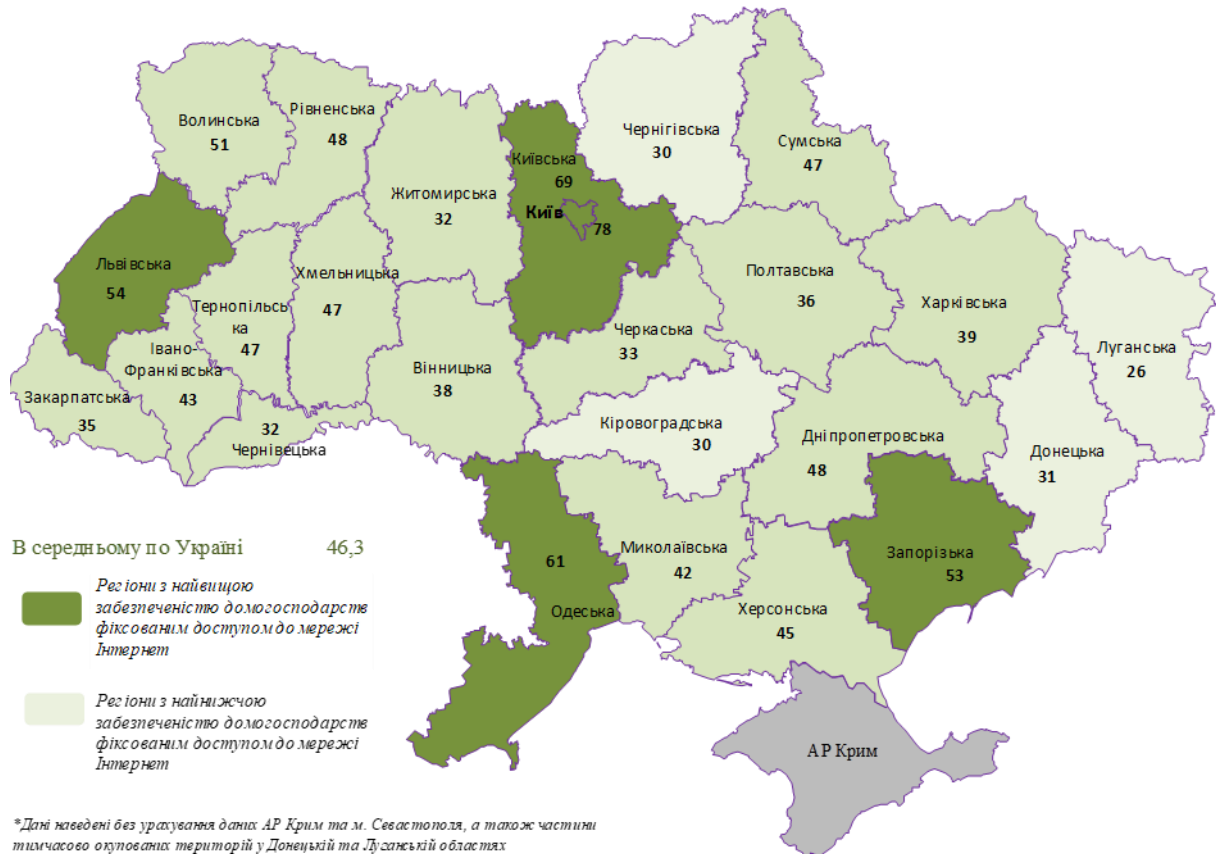 Волинська
51
Рівненська
48
Житомирська
32
Київська
69
Київ
78
Чернігівська
30
Сумська
47
Львівська
54
Тернопільсь
ка
47
Хмельницька
47
Івано-
Франківська
43
Закарпатська
35
32
Чернівецька
Вінницька
38
Черкаська
33
Полтавська
36
Харківська
39
Луганська
26
Кіровоградська
30
Дніпропетровська
48
Донецька
31
61
Одеська
Миколаївська
42
Херсонська
45
Запорізька
53
АР Крим
В середньому по Україні 46,3
Регіони з найвищою
забезпеченістю домогосподарств
фіксованим доступом до мережі
Інтернет
Регіони з найнижчою
забезпеченістю домогосподарств
фіксованим доступом до мережі
Інтернет
*Дані наведені без урахування даних АР Крим та м. Севастополя, а також частини
тимчасово окупованих територій у Донецькій та Луганській областях